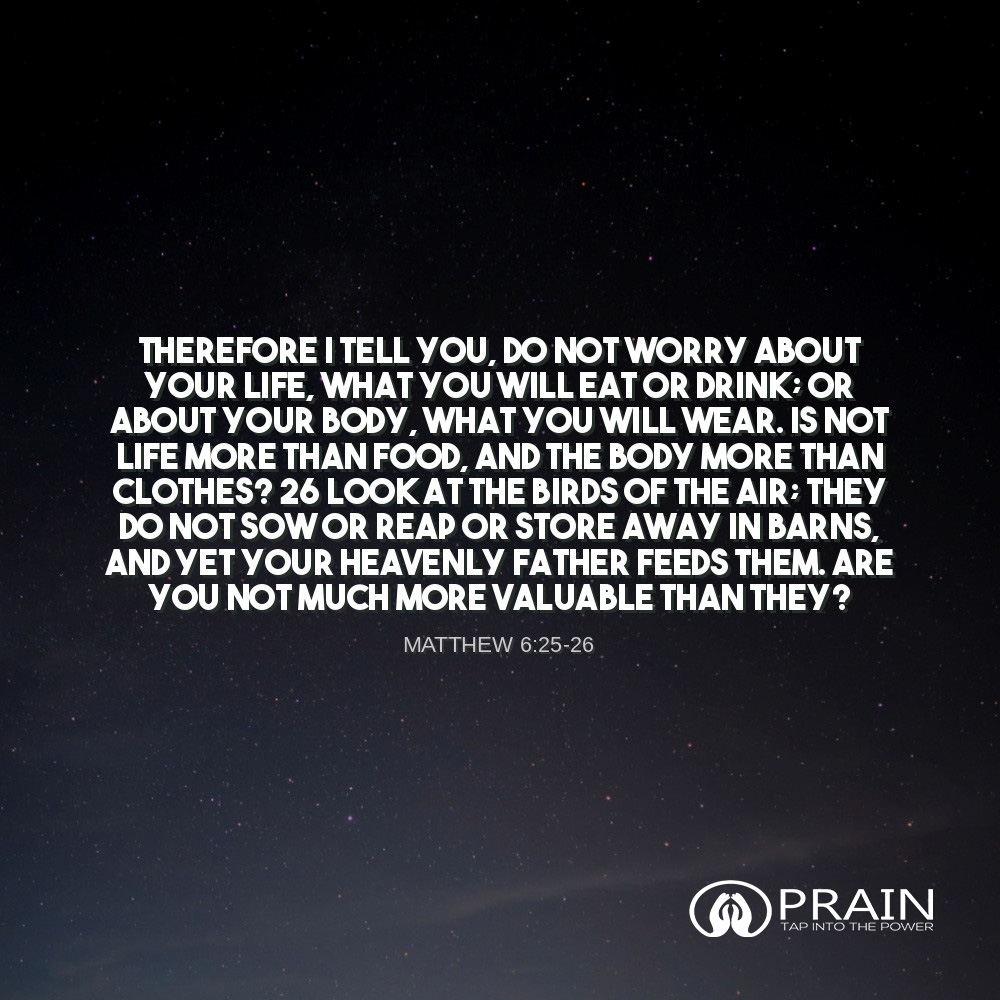 THEREFORE I TELL YOU, DO NOT WORRY ABOUT
YOUR LIFE, WHAT YOU WILL EAT OR DRINK; OR
ABOUT YOUR BODY, WHAT YOU WILL WEAR. IS NOT
LIFE MORE THAN FOOD, AND THE BODY MORE THAN
CLOTHES? 26 LOOK AT THE BIRDS OF THE AIR; THEY
DO NOT SOW OR REAP OR STORE AWAY IN BARNS,
AND YET YOUR HEAVENLY FATHER FEEDS THEM. ARE
YOU NOT MUCH MORE VALUABLE THAN THEY?
MATTHEW 6:25-26
PRAIN
TAP INTO THE POWER